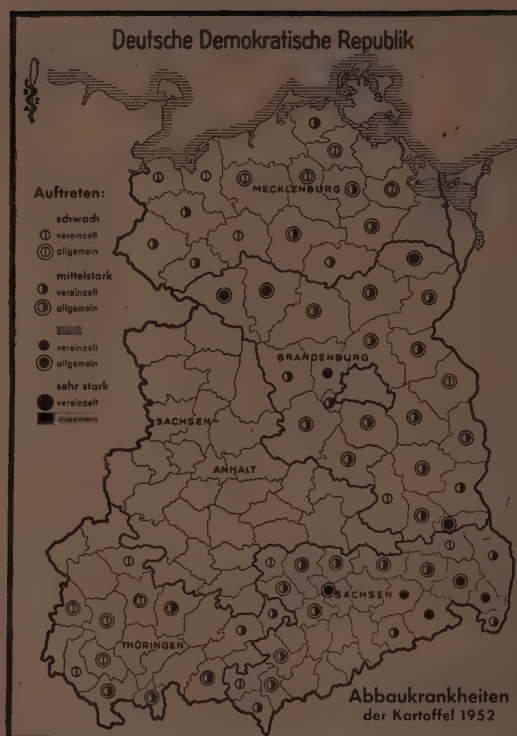 Deutsche Demokratische Republik
MECKLENBURG
Auftreten:
schwach
vereinzelt
allgemein
mittelstark
vereinzelt
allgemein
vereinzelt
allgemein
sehr stark
vereinzelt
BRANDENBURG
SACHSEN-
ANHALT
SACHSEN
THÜRINGEN
Abbaukrankheiten
der Kartoffel 1952